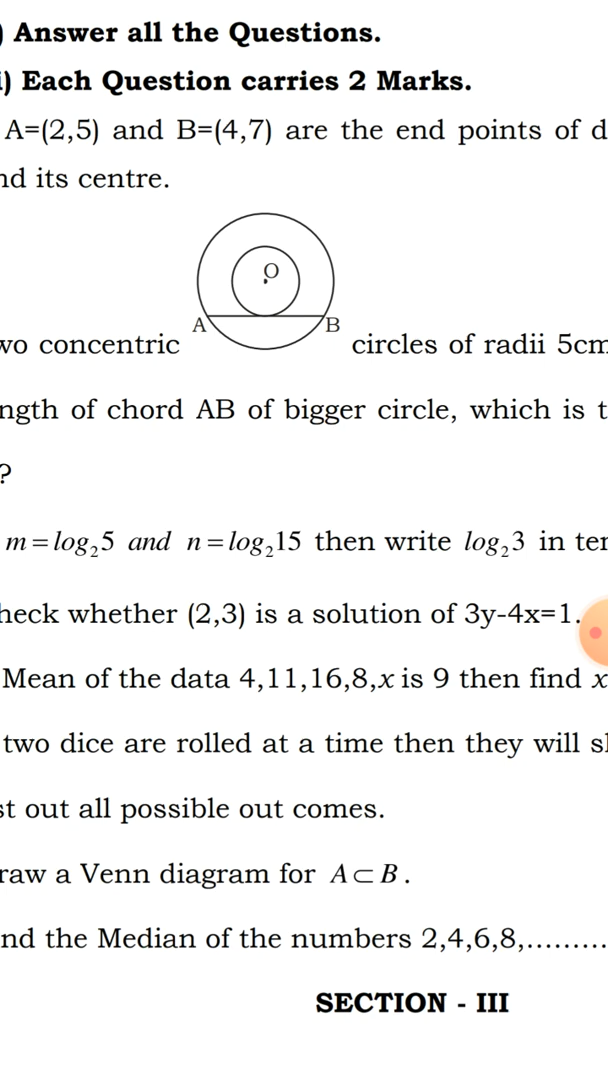 ) Answer all the Questions.
i) Each Question carries 2 Marks.
A=(2,5) and B=(4,7) are the end points of d
nd its centre.
O
A B
wo concentric circles of radii 5cm
ngth of chord AB of bigger circle, which is t
?
m=log₂5 and n=log₂15 then write log₂3 in ter
heck whether (2,3) is a solution of 3y-4x=1.
Mean of the data 4,11,16,8,x is 9 then find x
two dice are rolled at a time then they will sh
st out all possible out comes.
raw a Venn diagram for A⊂B.
nd the Median of the numbers 2,4,6,8,.........
SECTION - III